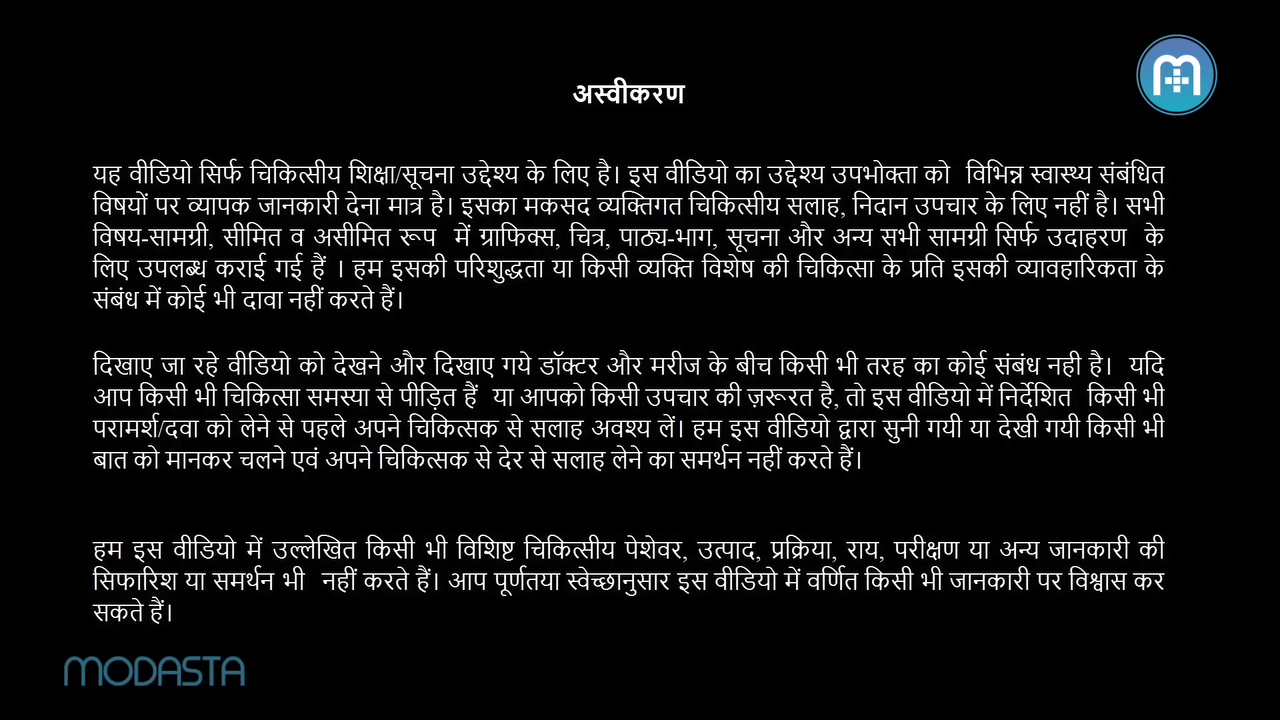 अस्वीकरण
यह वीडियो सिर्फ चिकित्सीय शिक्षा/सूचना उद्देश्य के लिए है। इस वीडियो का उद्देश्य उपभोक्ता को विभिन्न स्वास्थ्य संबंधित
विषयों पर व्यापक जानकारी देना मात्र है। इसका मकसद व्यक्तिगत चिकित्सीय सलाह, निदान उपचार के लिए नहीं है। सभी
विषय-सामग्री, सीमित व असीमित रूप में ग्राफिक्स, चित्र, पाठ्य-भाग, सूचना और अन्य सभी सामग्री सिर्फ उदाहरण के
लिए उपलब्ध कराई गई हैं । हम इसकी परिशुद्धता या किसी व्यक्ति विशेष की चिकित्सा के प्रति इसकी व्यावहारिकता के
संबंध में कोई भी दावा नहीं करते हैं।
दिखाए जा रहे वीडियो को देखने और दिखाए गये डॉक्टर और मरीज के बीच किसी भी तरह का कोई संबंध नही है। यदि
आप किसी भी चिकित्सा समस्या से पीड़ित हैं या आपको किसी उपचार की ज़रूरत है, तो इस वीडियो में निर्देशित किसी भी
परामर्श/दवा को लेने से पहले अपने चिकित्सक से सलाह अवश्य लें। हम इस वीडियो द्वारा सुनी गयी या देखी गयी किसी भी
बात को मानकर चलने एवं अपने चिकित्सक से देर से सलाह लेने का समर्थन नहीं करते हैं।
हम इस वीडियो में उल्लेखित किसी भी विशिष्ट चिकित्सीय पेशेवर, उत्पाद, प्रक्रिया, राय, परीक्षण या अन्य जानकारी की
सिफारिश या समर्थन भी नहीं करते हैं। आप पूर्णतया स्वेच्छानुसार इस वीडियो में वर्णित किसी भी जानकारी पर विश्वास कर
सकते हैं।
MODASTA